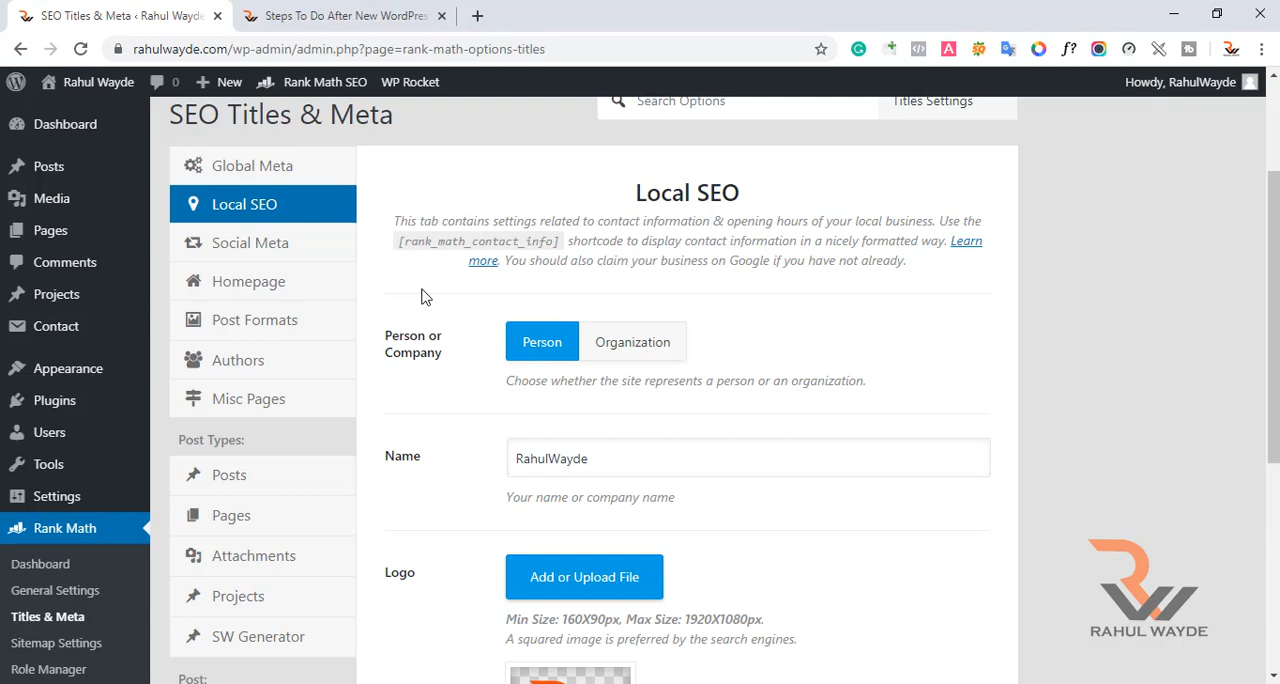 SEO Titles & Meta ‹ Rahul Wayde
Steps To Do After New WordPres
rahulwayde.com/wp-admin/admin.php?page=rank-math-options-titles
f?
Rahul Wayde
0
New
Rank Math SEO
WP Rocket
Howdy, RahulWayde
Dashboard
Posts
Media
Pages
Comments
Projects
Contact
Appearance
Plugins
Users
Tools
Settings
Rank Math
Dashboard
General Settings
Titles & Meta
Sitemap Settings
Role Manager
SEO Titles & Meta
Search Options
Titles Settings
Global Meta
Local SEO
Social Meta
Homepage
Post Formats
Authors
Misc Pages
Post Types:
Posts
Pages
Attachments
Projects
SW Generator
Post:
Local SEO
This tab contains settings related to contact information & opening hours of your local business. Use the
[rank_math_contact_info] shortcode to display contact information in a nicely formatted way. Learn
more. You should also claim your business on Google if you have not already.
Person or
Company
Person
Organization
Choose whether the site represents a person or an organization.
Name
RahulWayde
Your name or company name
Logo
Add or Upload File
Min Size: 160X90px, Max Size: 1920X1080px.
A squared image is preferred by the search engines.
RAHUL WAYDE